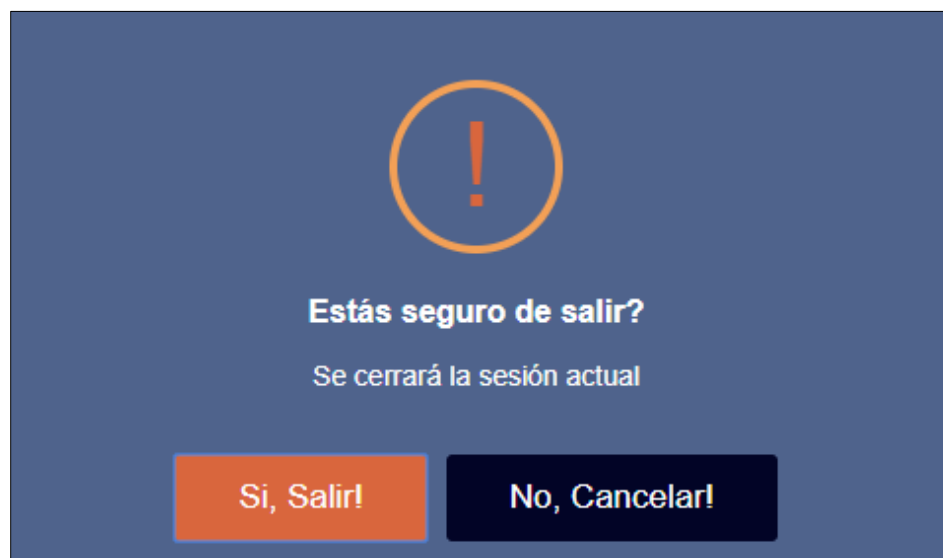 !
Estás seguro de salir?
Se cerrará la sesión actual
Si, Salir!
No, Cancelar!